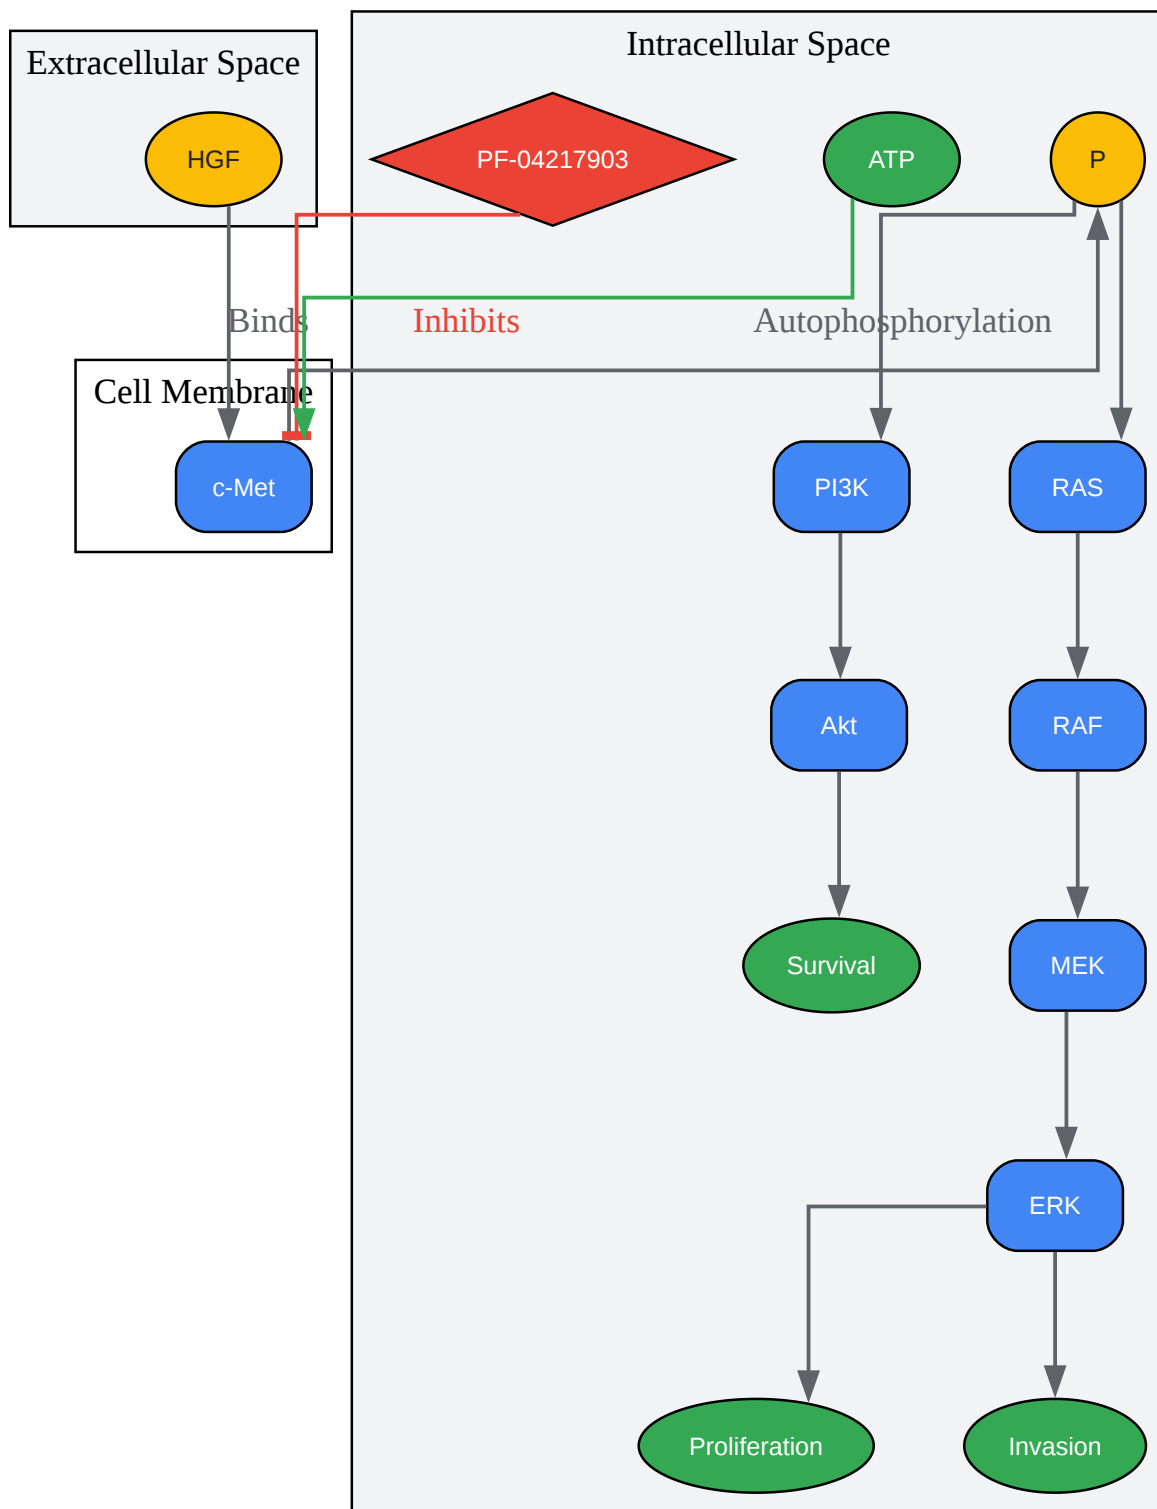 Intracellular Space
Extracellular Space
HGF
PF-04217903
ATP
P
Binds
Inhibits
Autophosphorylation
Cell Membrane
c-Met
PI3K
RAS
Akt
RAF
Survival
MEK
ERK
Proliferation
Invasion